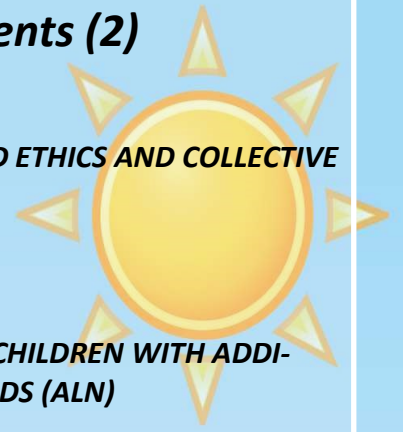 ents (2)
D ETHICS AND COLLECTIVE
CHILDREN WITH ADDI-
DS (ALN)